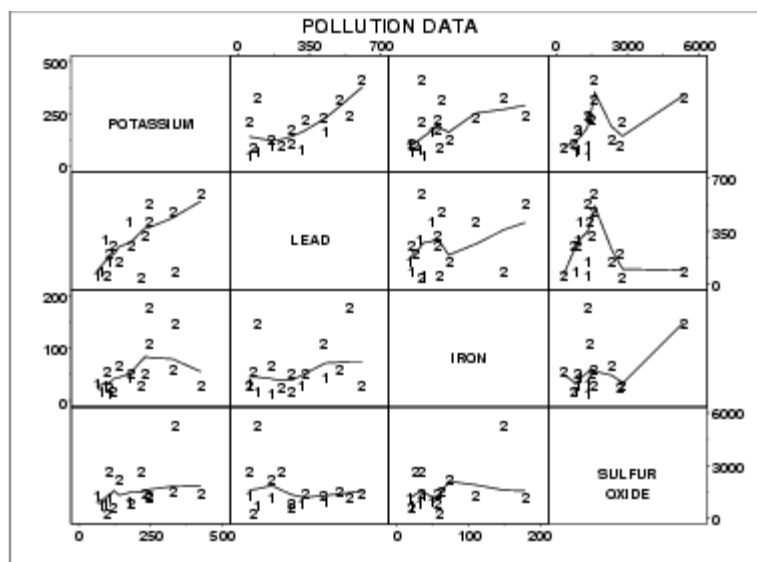 POLLUTION DATA
0 350 700 0 3000 6000
500
250
0
POTASSIUM
LEAD
700
350
0
200
100
0
IRON
SULFUR
OXIDE
6000
3000
0
0 250 500 0 100 200